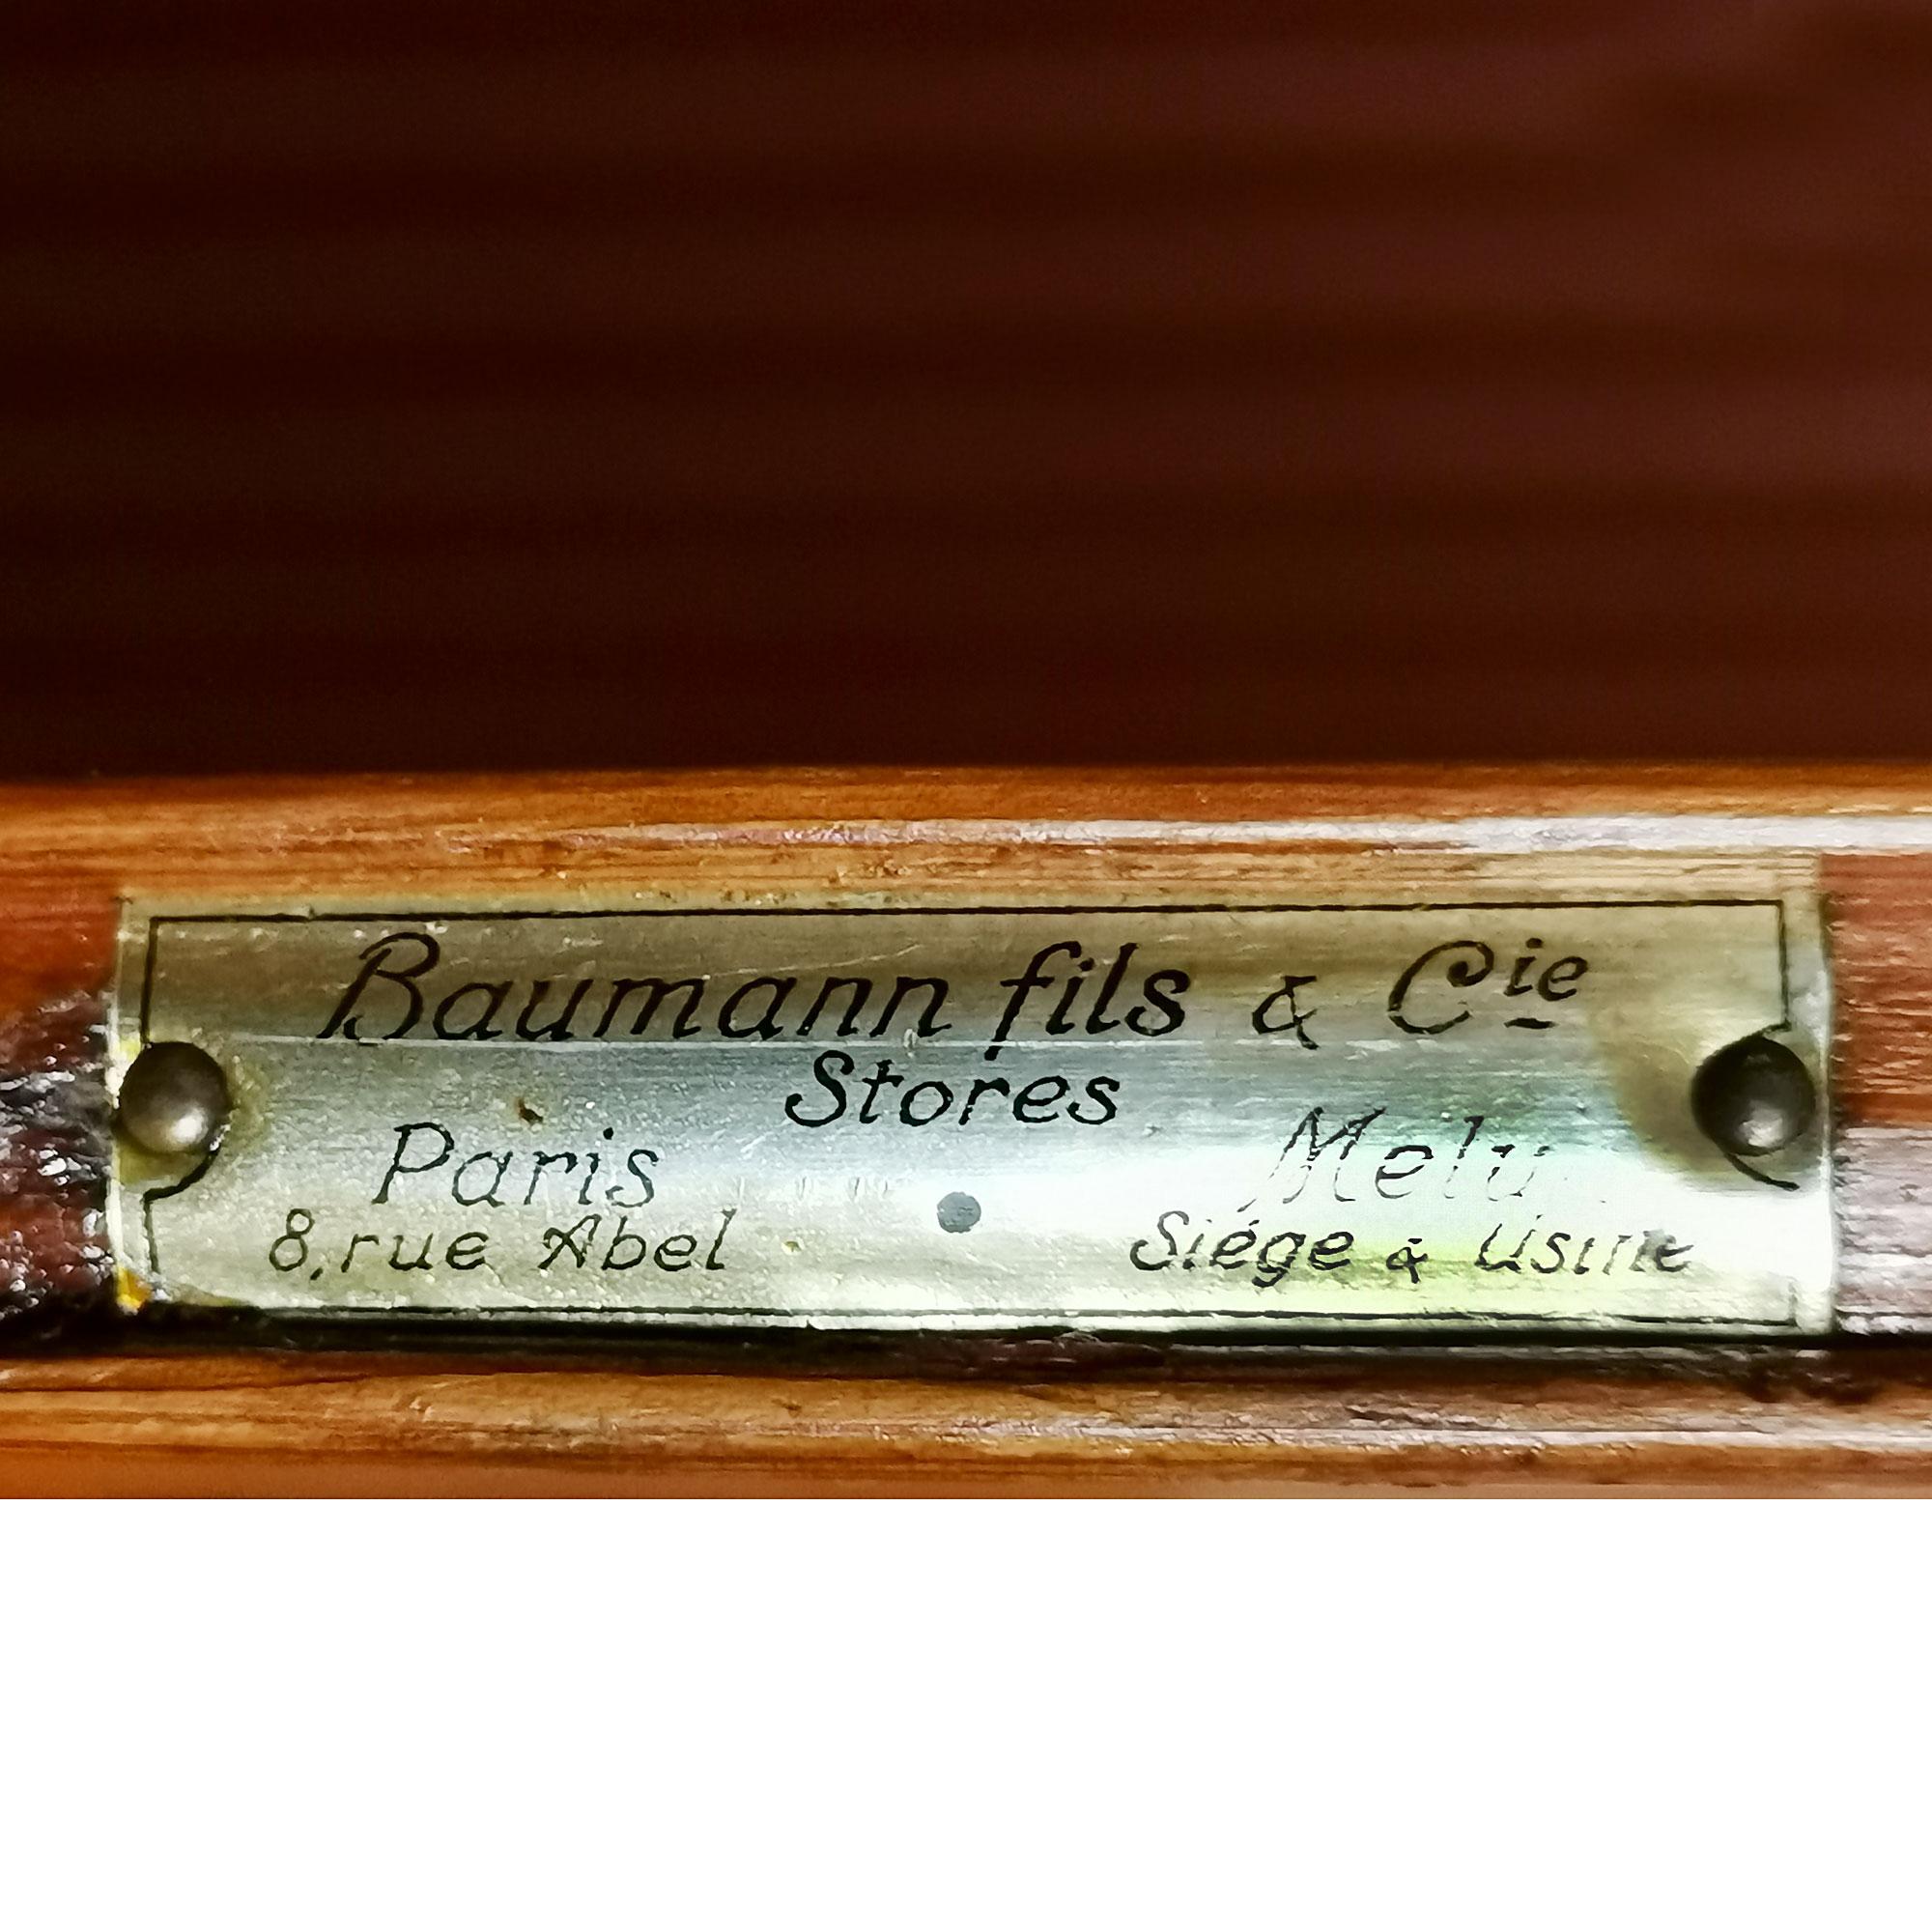 Baumann fils & Cie
Stores
Paris
8, rue Abel
Siége & Usine